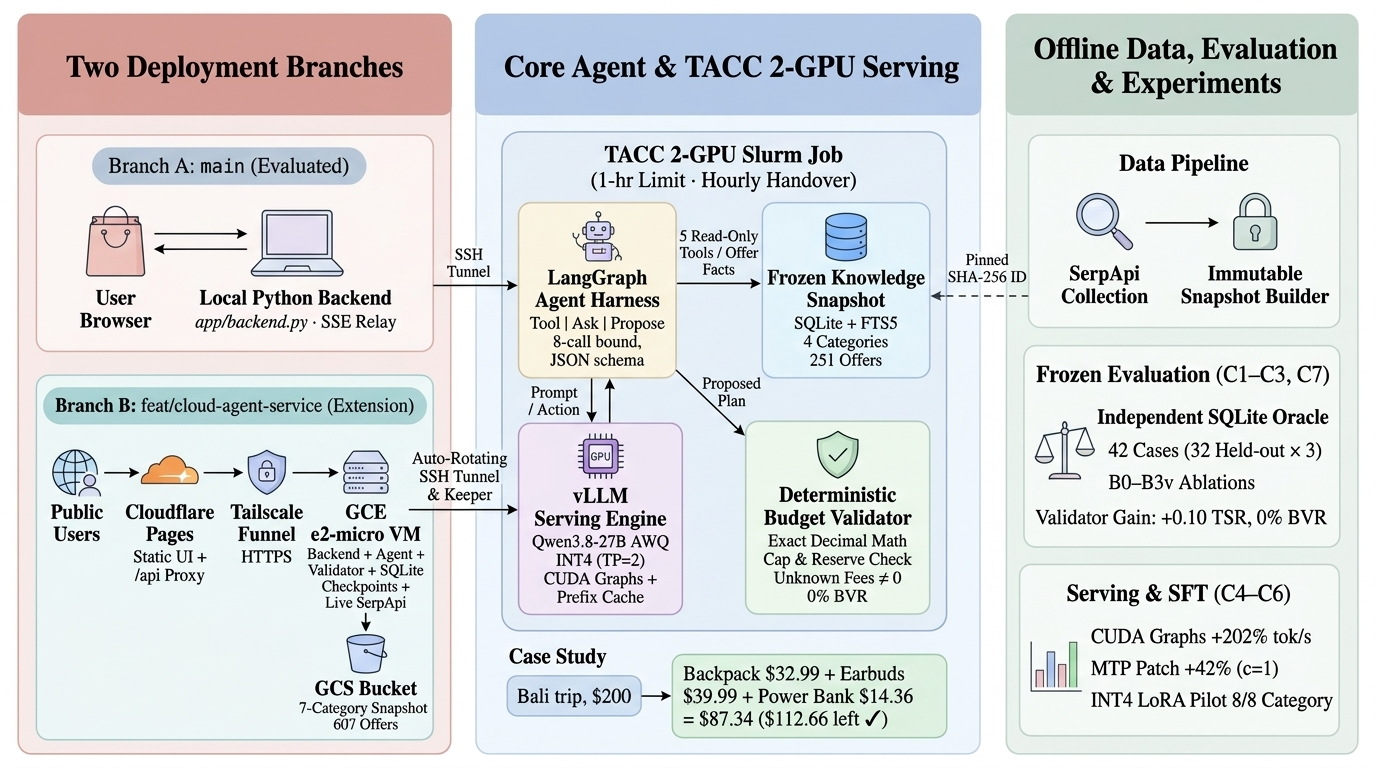 Two Deployment Branches
Branch A: main (Evaluated)
User
Browser
Local Python Backend
app/backend.py · SSE Relay
SSH
Tunnel
Branch B: feat/cloud-agent-service (Extension)
Public
Users
Cloudflare
Pages
Static UI +
/api Proxy
Tailscale
Funnel
HTTPS
GCE
e2-micro VM
Backend + Agent +
Validator + SQLite
Checkpoints +
Live SerpApi
GCS Bucket
7-Category Snapshot
607 Offers
Auto-Rotating
SSH Tunnel
& Keeper
Core Agent & TACC 2-GPU Serving
TACC 2-GPU Slurm Job
(1-hr Limit · Hourly Handover)
LangGraph
Agent Harness
Tool | Ask | Propose
8-call bound,
JSON schema
5 Read-Only
Tools / Offer
Facts
Frozen Knowledge
Snapshot
SQLite + FTS5
4 Categories
251 Offers
Prompt
/ Action
Proposed
Plan
GPU
vLLM
Serving Engine
Qwen3.8-27B AWQ
INT4 (TP=2)
CUDA Graphs +
Prefix Cache
Deterministic
Budget Validator
Exact Decimal Math
Cap & Reserve Check
Unknown Fees ≠ 0
0% BVR
Case Study
Bali trip, $200
Backpack $32.99 + Earbuds
$39.99 + Power Bank $14.36
= $87.34 ($112.66 left ✓)
Offline Data, Evaluation
& Experiments
Data Pipeline
SerpApi
Collection
Immutable
Snapshot Builder
Pinned
SHA-256 ID
Frozen Evaluation (C1–C3, C7)
Independent SQLite Oracle
42 Cases (32 Held-out × 3)
B0–B3v Ablations
Validator Gain: +0.10 TSR, 0% BVR
Serving & SFT (C4–C6)
CUDA Graphs +202% tok/s
MTP Patch +42% (c=1)
INT4 LoRA Pilot 8/8 Category